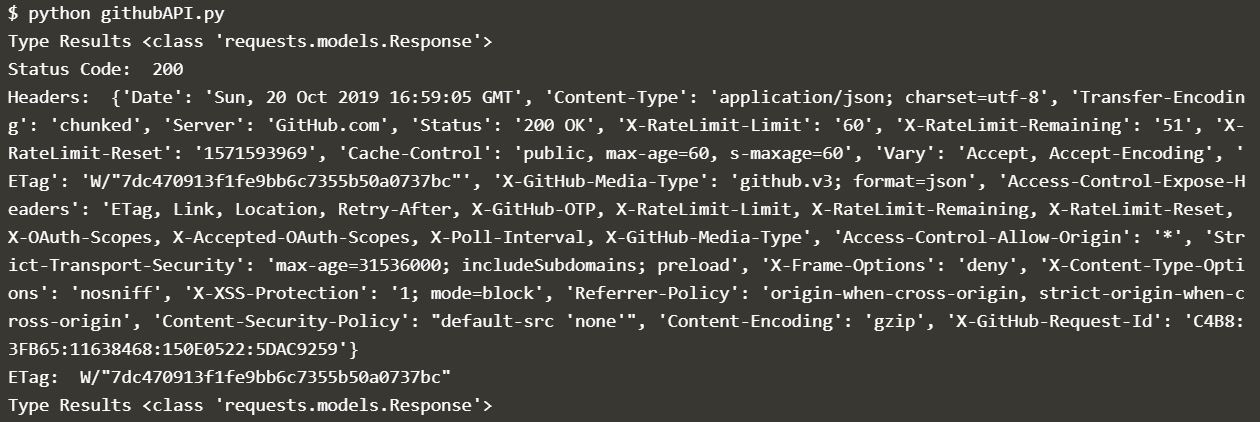 $ python githubAPI.py
Type Results <class 'requests.models.Response'>
Status Code:  200
Headers:  {'Date': 'Sun, 20 Oct 2019 16:59:05 GMT', 'Content-Type': 'application/json; charset=utf-8', 'Transfer-Encodin
g': 'chunked', 'Server': 'GitHub.com', 'Status': '200 OK', 'X-RateLimit-Limit': '60', 'X-RateLimit-Remaining': '51', 'X-
RateLimit-Reset': '1571593969', 'Cache-Control': 'public, max-age=60, s-maxage=60', 'Vary': 'Accept, Accept-Encoding', '
ETag': 'W/"7dc470913f1fe9bb6c7355b50a0737bc"', 'X-GitHub-Media-Type': 'github.v3; format=json', 'Access-Control-Expose-H
eaders': 'ETag, Link, Location, Retry-After, X-GitHub-OTP, X-RateLimit-Limit, X-RateLimit-Remaining, X-RateLimit-Reset,
X-OAuth-Scopes, X-Accepted-OAuth-Scopes, X-Poll-Interval, X-GitHub-Media-Type', 'Access-Control-Allow-Origin': '*', 'Str
ict-Transport-Security': 'max-age=31536000; includeSubdomains; preload', 'X-Frame-Options': 'deny', 'X-Content-Type-Opti
ons': 'nosniff', 'X-XSS-Protection': '1; mode=block', 'Referrer-Policy': 'origin-when-cross-origin, strict-origin-when-c
ross-origin', 'Content-Security-Policy': "default-src 'none'", 'Content-Encoding': 'gzip', 'X-GitHub-Request-Id': 'C4B8:
3FB65:11638468:150E0522:5DAC9259'}
ETag:  W/"7dc470913f1fe9bb6c7355b50a0737bc"
Type Results <class 'requests.models.Response'>